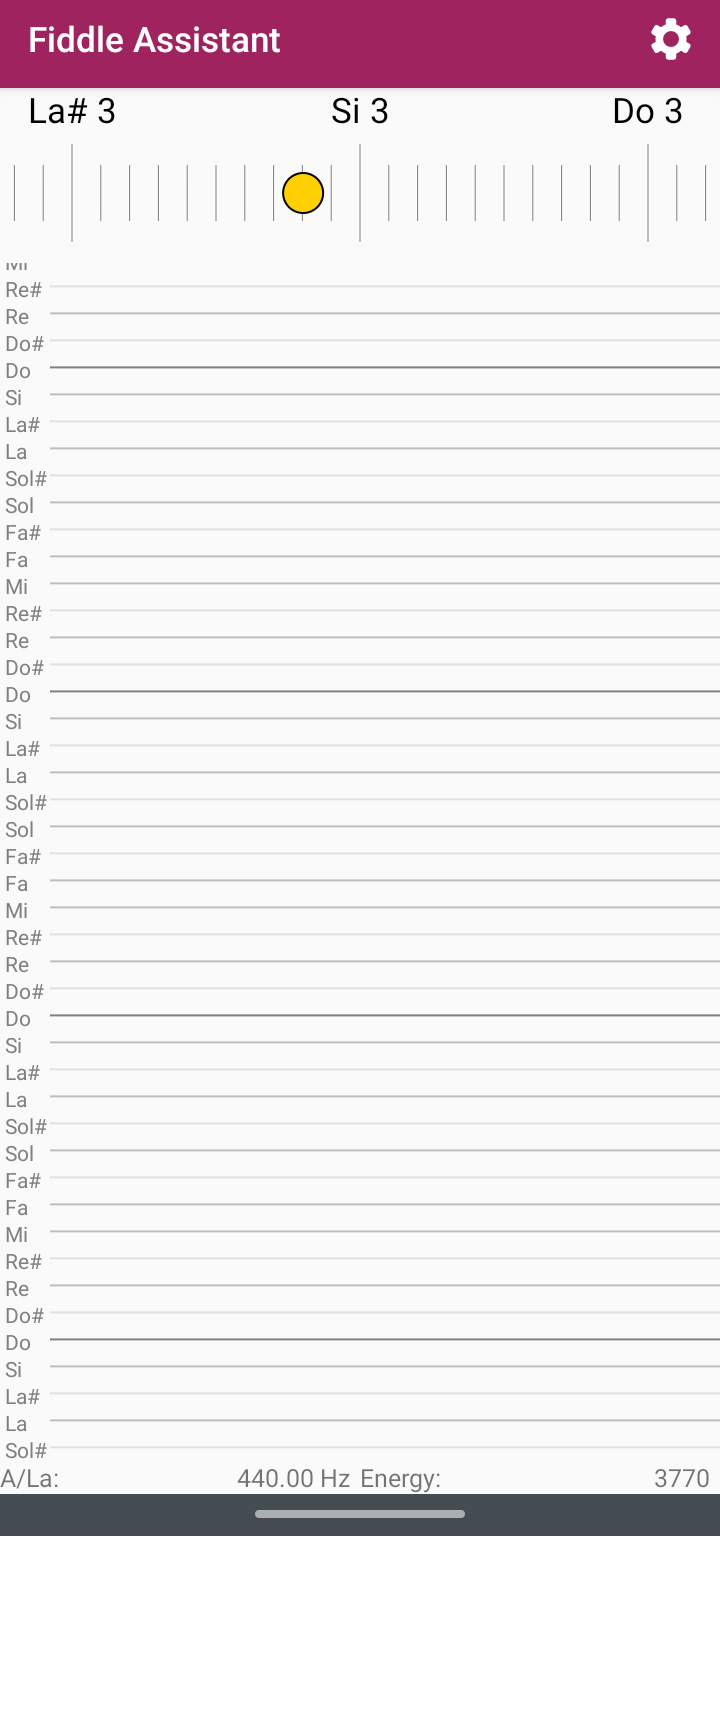 Fiddle Assistant
La# 3 Si 3 Do 3
Re#
Re
Do#
Do
Si
La#
La
Sol#
Sol
Fa#
Fa
Mi
Re#
Re
Do#
Do
Si
La#
La
Sol#
Sol
Fa#
Fa
Mi
Re#
Re
Do#
Do
Si
La#
La
Sol#
Sol
Fa#
Fa
Mi
Re#
Re
Do#
Do
Si
La#
La
Sol#
A/La: 440.00 Hz Energy: 3770